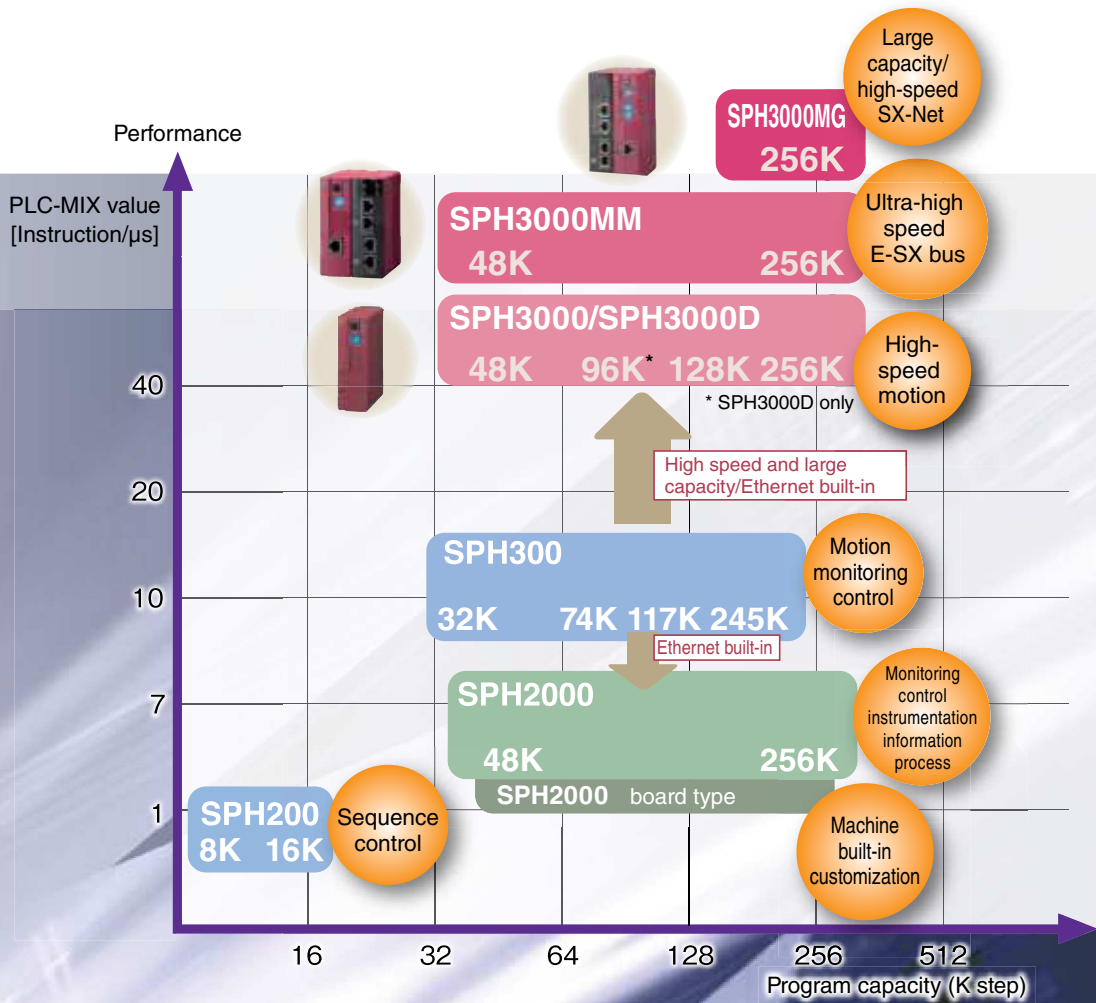 Large
capacity/
high-speed
SX-Net
SPH3000MG
256K
Performance
PLC-MIX value
[Instruction/µs]
SPH3000MM
48K 256K
Ultra-high
speed
E-SX bus
SPH3000/SPH3000D
48K 96K* 128K 256K
High-
speed
motion
* SPH3000D only
40
High speed and large
capacity/Ethernet built-in
20
SPH300
32K 74K 117K 245K
Motion
monitoring
control
10
Ethernet built-in
SPH2000
48K 256K
Monitoring
control
instrumentation
information
process
7
SPH2000 board type
1
SPH200
8K 16K
Sequence
control
Machine
built-in
customization
16 32 64 128 256 512
Program capacity (K step)